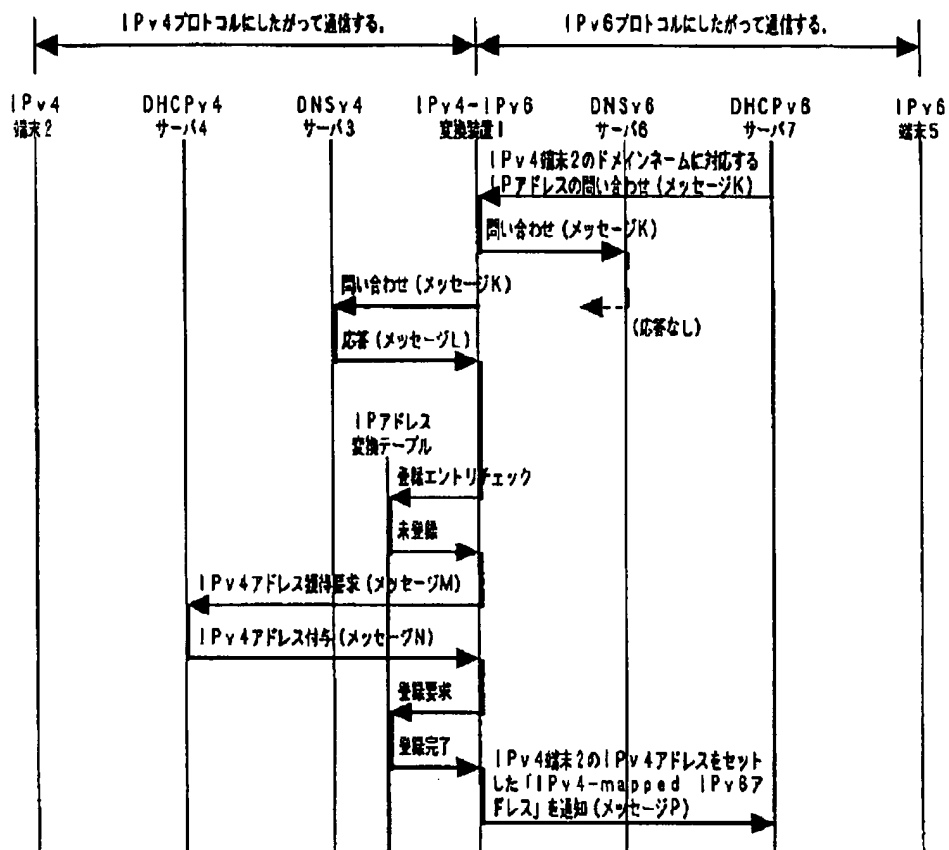 IPv4プロトコルにしたがって通信する.
IPv6プロトコルにしたがって通信する.
IPv4
端末2
DHCPv4
サーバ4
DNSv4
サーバ3
IPv4-IPv6
変換装置1
DNSv6
サーバ6
DHCPv6
サーバ7
IPv6
端末5
IPv4端末2のドメインネームに対応する
IPアドレスの問い合わせ(メッセージK)
問い合わせ(メッセージK)
問い合わせ(メッセージK)
(応答なし)
応答(メッセージL)
IPアドレス
変換テーブル
登録エントリチェック
未登録
IPv4アドレス獲得要求(メッセージM)
IPv4アドレス付与(メッセージN)
登録要求
登録完了
IPv4端末2のIPv4アドレスをセット
した「IPv4-mapped IPv6ア
ドレス」を通知(メッセージP)